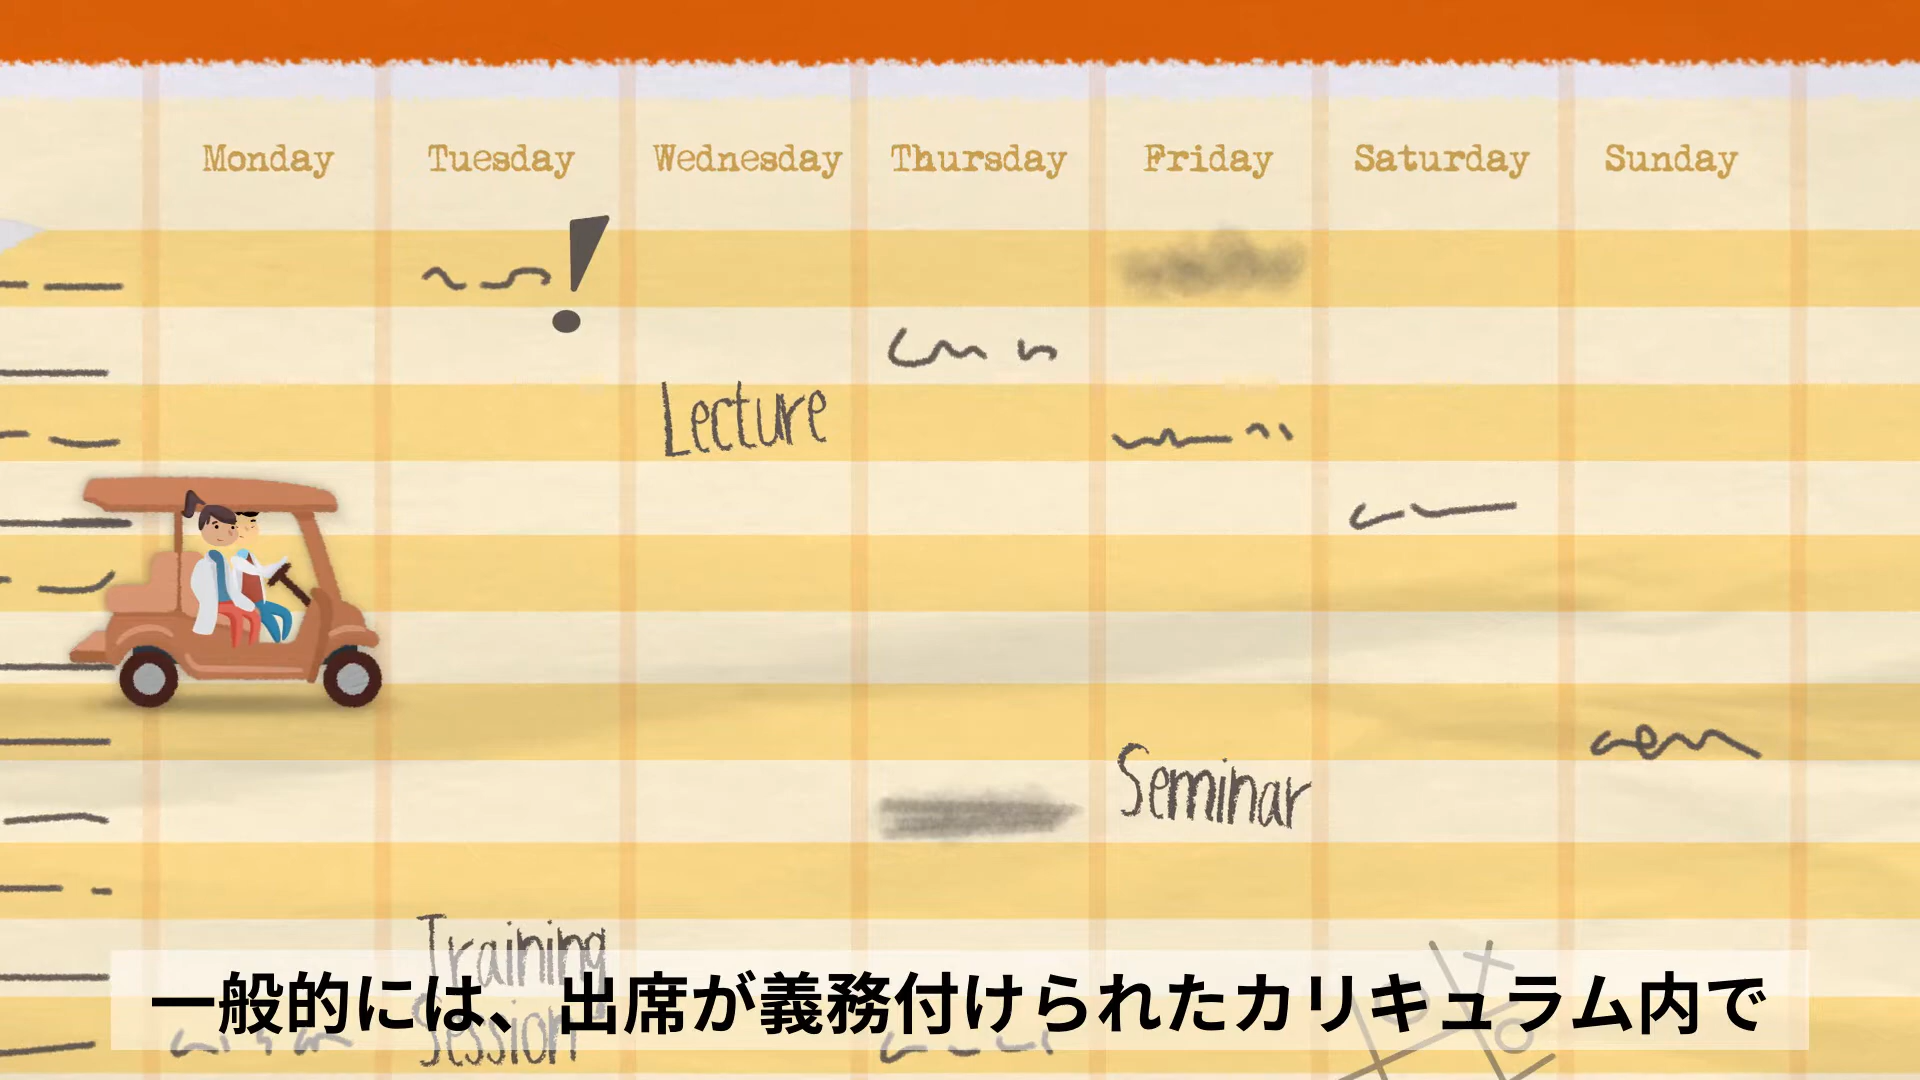 Monday Tuesday Wednesday Thursday Friday Saturday Sunday
Lecture
Seminar
Training
Session
一般的には、出席が義務付けられたカリキュラム内で